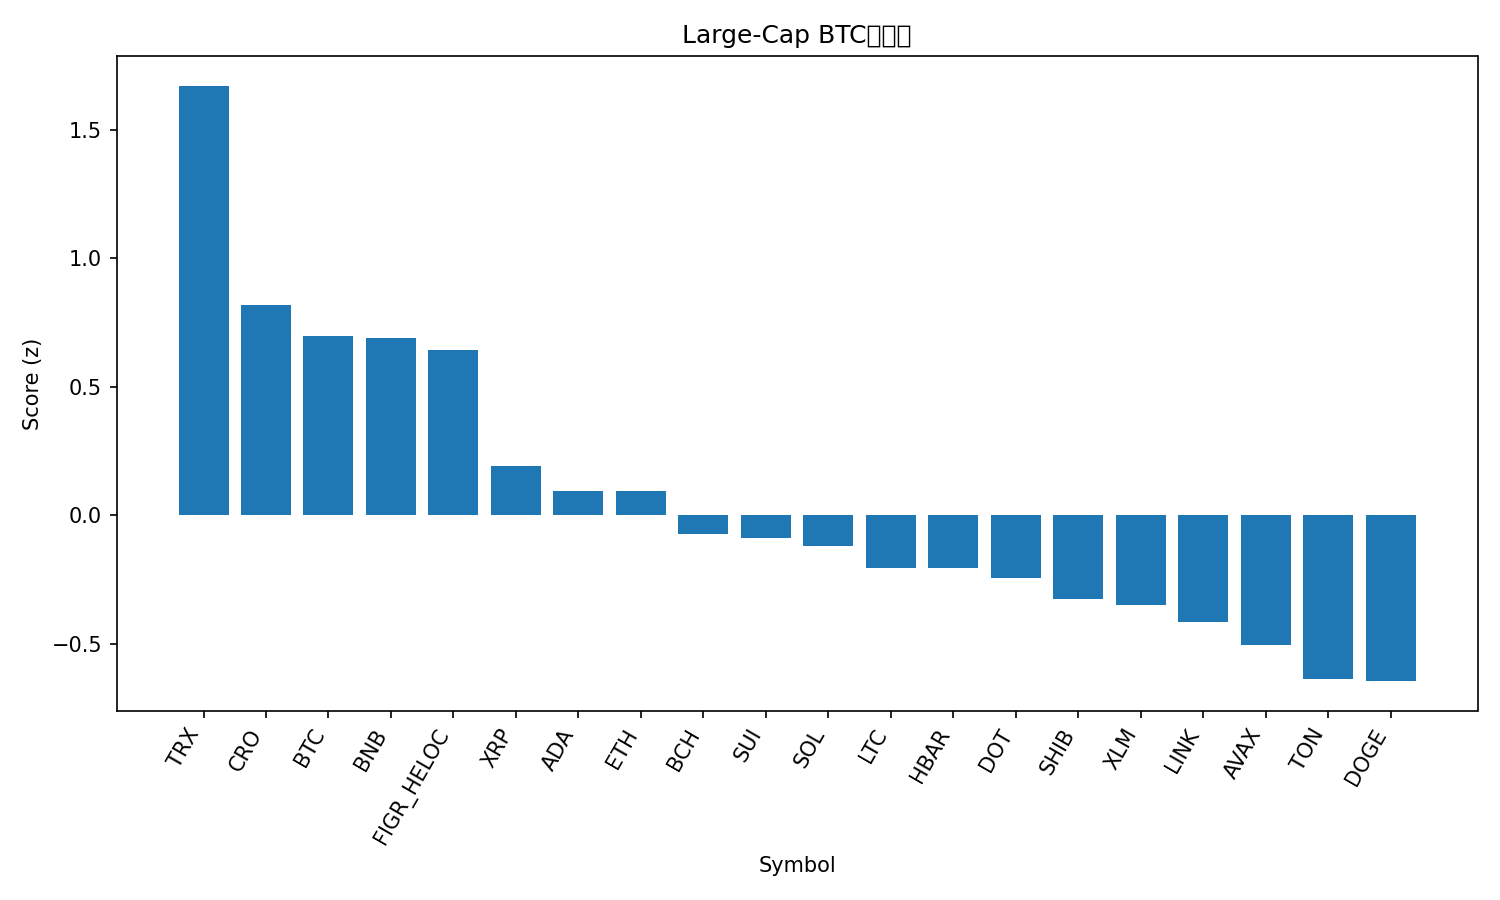 Large-Cap BTC
Score (z)
1.5
1.0
0.5
0.0
−0.5
TRX
CRO
BTC
BNB
FIGR_HELOC
XRP
ADA
ETH
BCH
SUI
SOL
LTC
HBAR
DOT
SHIB
XLM
LINK
AVAX
TON
DOGE
Symbol